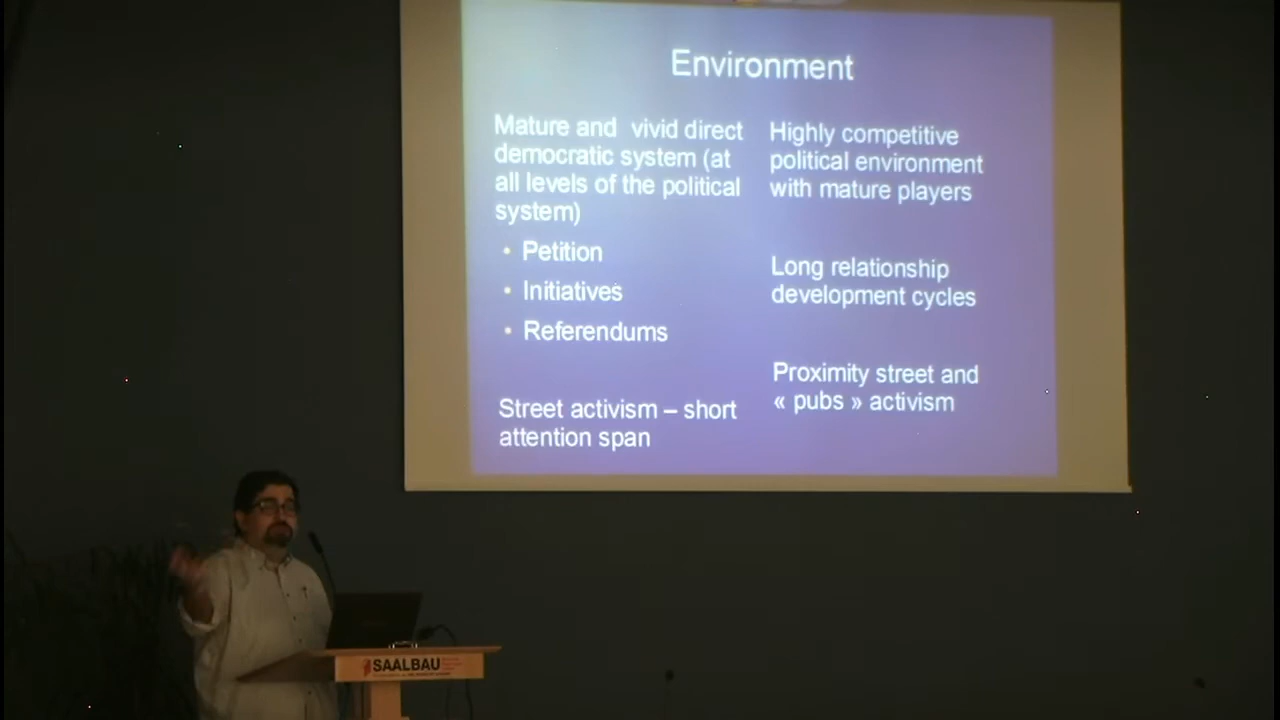 Environment
Mature and vivid direct
democratic system (at
all levels of the political
system)
• Petition
• Initiatives
• Referendums
Street activism – short
attention span
Highly competitive
political environment
with mature players
Long relationship
development cycles
Proximity street and
« pubs » activism
SAALBAU